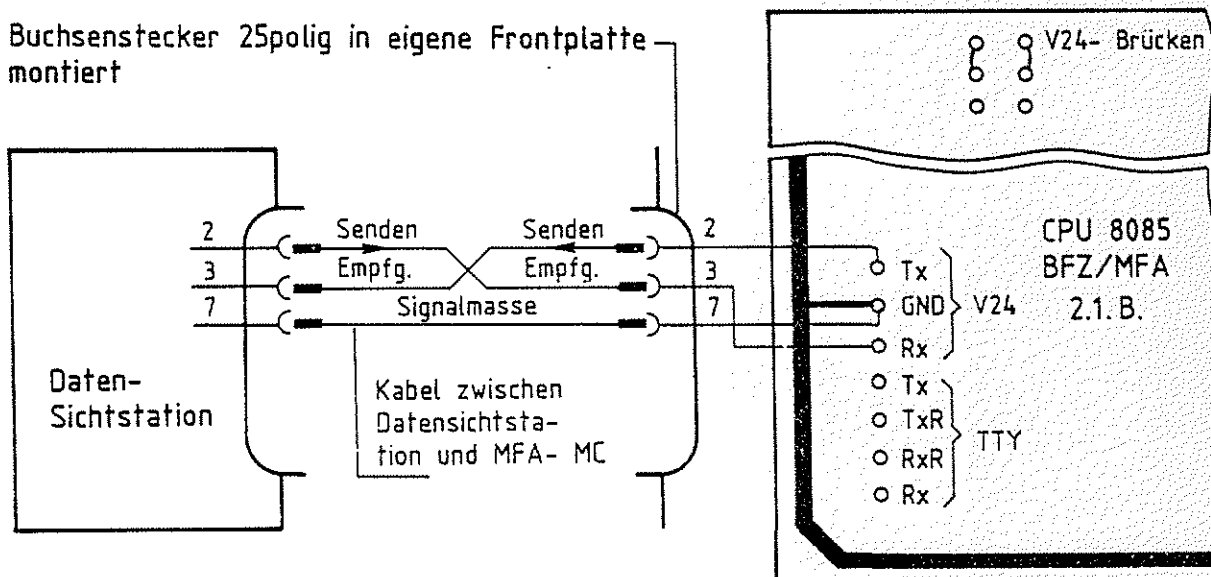 Buchsenstecker 25polig in eigene Frontplatte
montiert
V24- Brücken
2 Senden Senden 2
3 Empfg. Empfg. 3
7 Signalmasse 7
Daten-
Sichtstation
Kabel zwischen
Datensichtsta-
tion und MFA- MC
Tx
GND
Rx
V24
Tx
TxR
RxR
Rx
TTY
CPU 8085
BFZ/MFA
2.1. B.